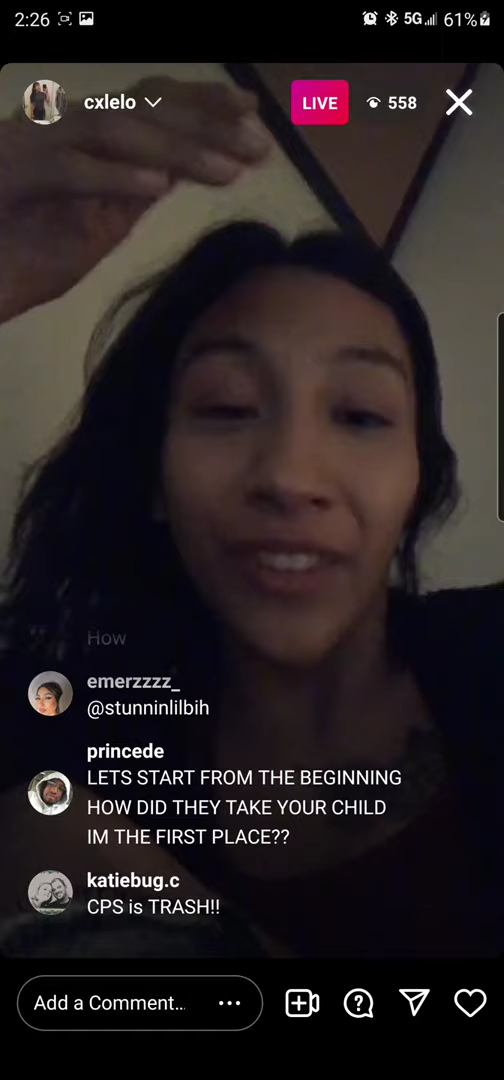 2:26
5G 61%
cxlelo LIVE 558
How
emerzzzz_
@stunninlilbih
princede
LETS START FROM THE BEGINNING
HOW DID THEY TAKE YOUR CHILD
IM THE FIRST PLACE??
katiebug.c
CPS is TRASH!!
Add a Comment...